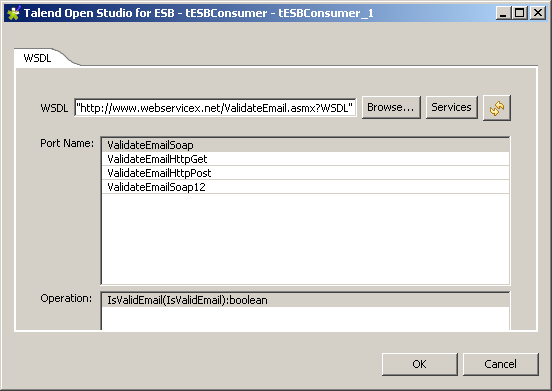 Talend Open Studio for ESB - tESBConsumer - tESBConsumer_1
WSDL
WSDL "http://www.webservicex.net/ValidateEmail.asmx?WSDL" Browse... Services
Port Name: ValidateEmailSoap
ValidateEmailHttpGet
ValidateEmailHttpPost
ValidateEmailSoap12
Operation: IsValidEmail(IsValidEmail):boolean
OK Cancel